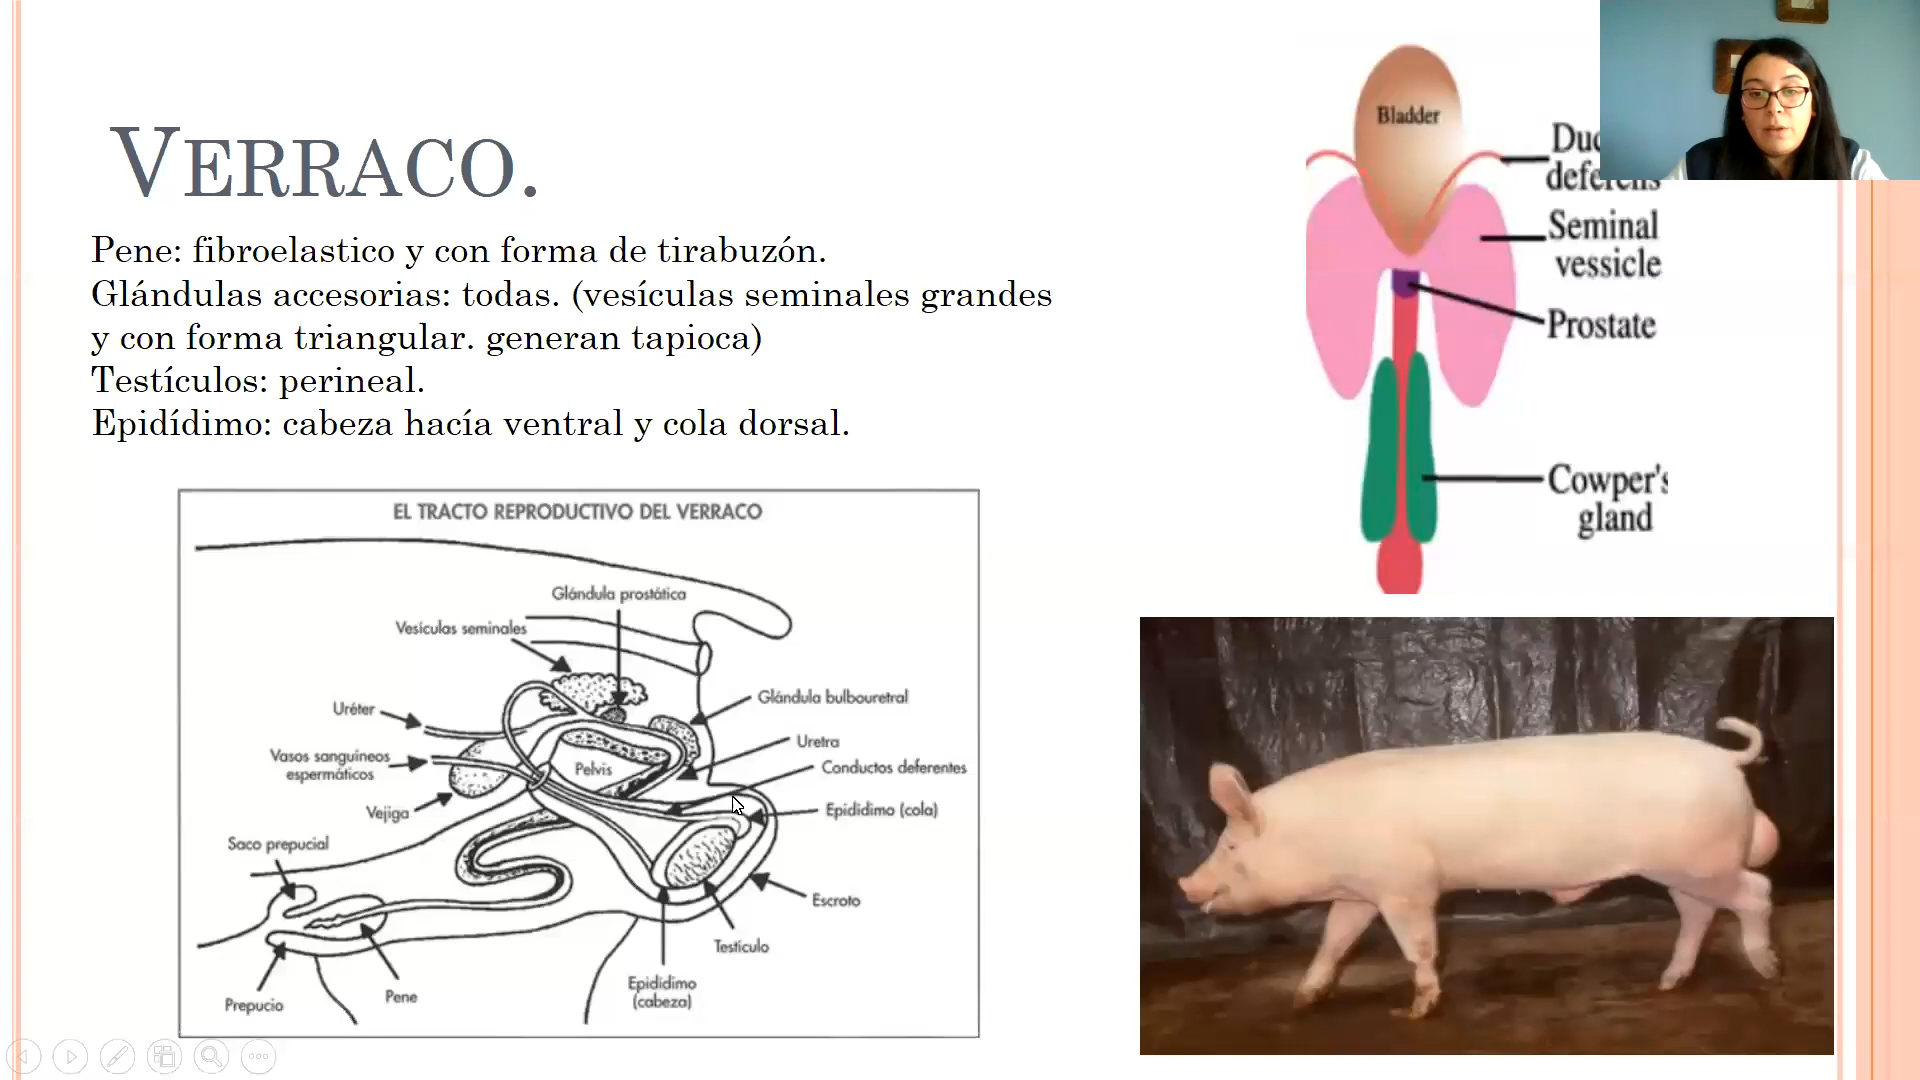 VERRACO.
Pene: fibroelastico y con forma de tirabuzón.
Glándulas accesorias: todas. (vesículas seminales grandes
y con forma triangular. generan tapioca)
Testículos: perineal.
Epidídimo: cabeza hacía ventral y cola dorsal.
EL TRACTO REPRODUCTIVO DEL VERRACO
Glándula prostática
Vesículas seminales
Glándula bulbouretral
Uréter
Uretra
Vasos sanguíneos
espermáticos
Pelvis
Conductos deferentes
Vejiga
Epididimo (cola)
Saco prepucial
Escroto
Testículo
Epididimo
(cabeza)
Pene
Prepucio
Bladder
deferens
Seminal
vessicle
Prostate
Cowper's
gland